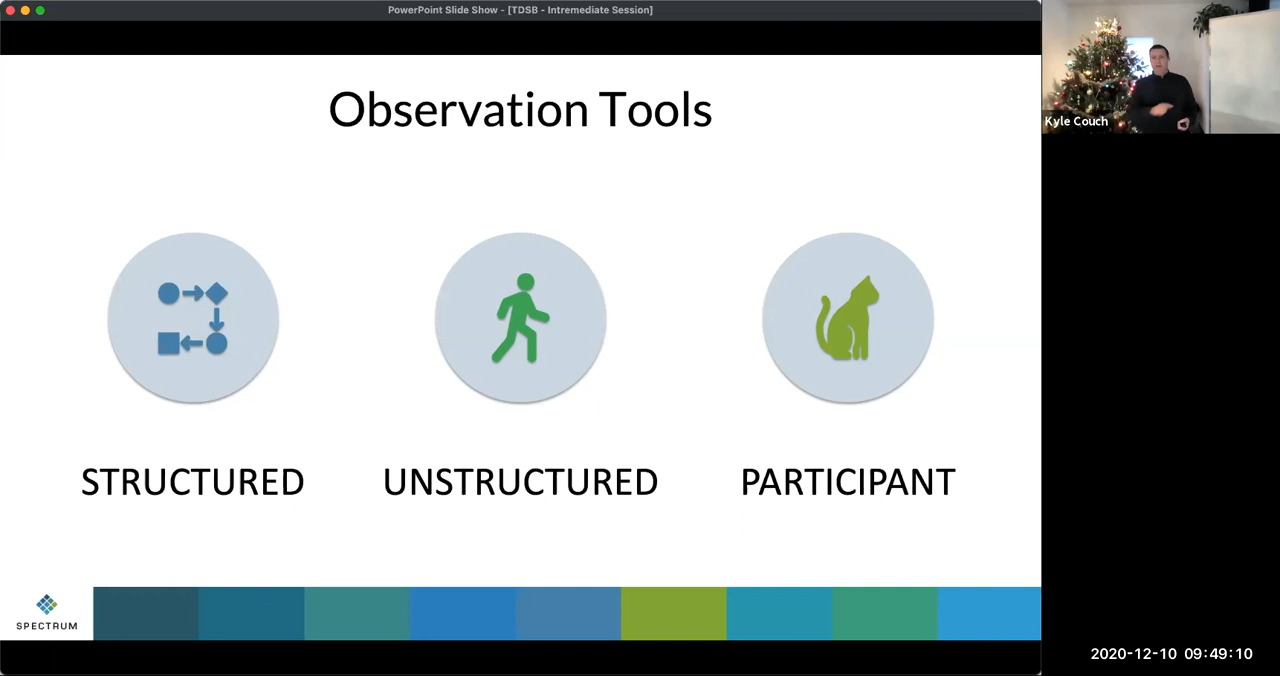 PowerPoint Slide Show - [TDSB - Intremediate Session]
Observation Tools
Kyle Couch
STRUCTURED
UNSTRUCTURED
PARTICIPANT
SPECTRUM
2020-12-10 09:49:10